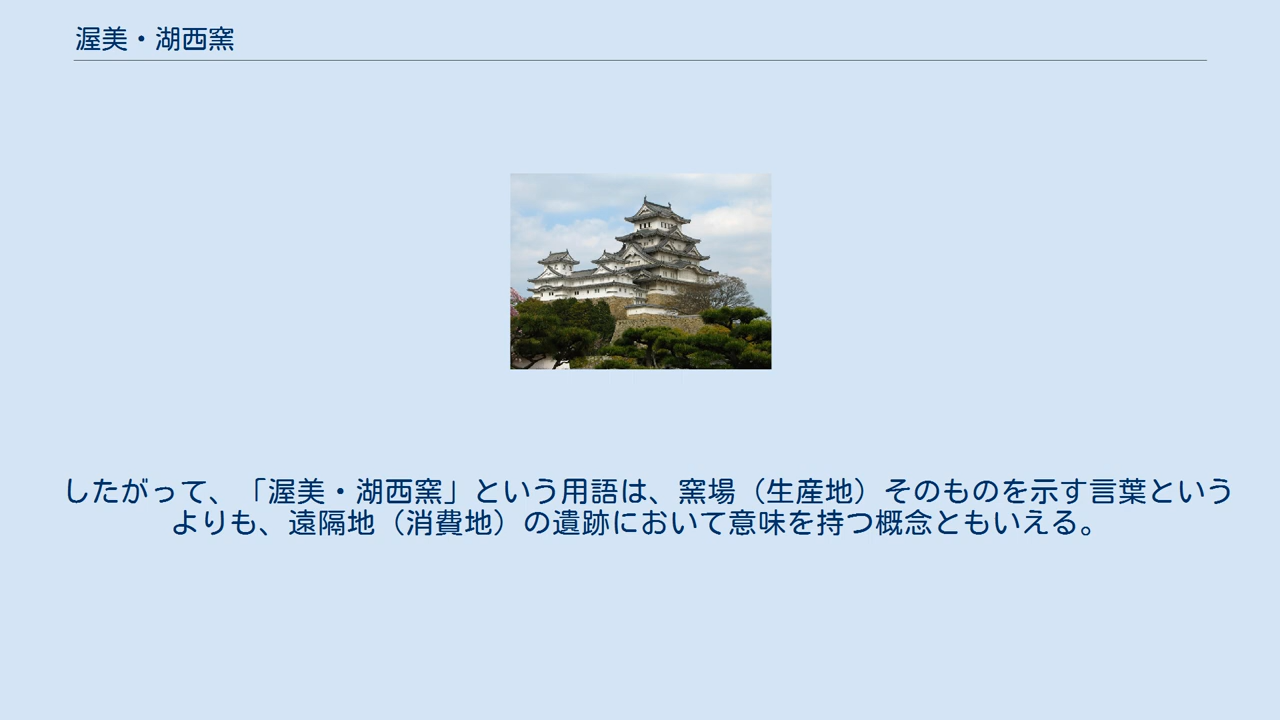 渥美・湖西窯
したがって、「渥美・湖西窯」という用語は、窯場（生産地）そのものを示す言葉という
よりも、遠隔地（消費地）の遺跡において意味を持つ概念ともいえる。